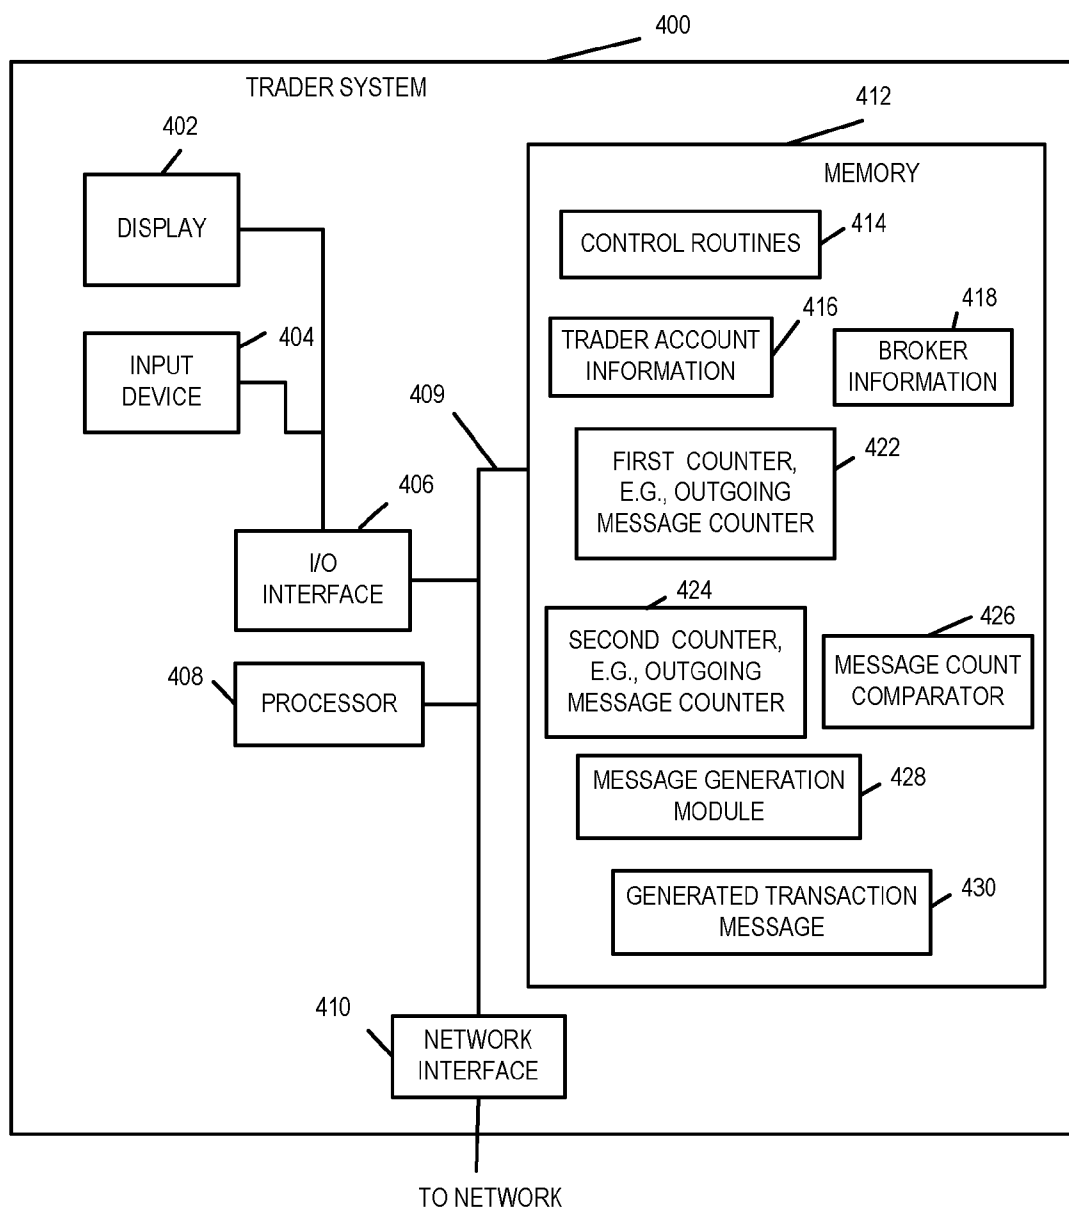 400
TRADER SYSTEM
412
402
MEMORY
DISPLAY
CONTROL ROUTINES
414
404
INPUT
DEVICE
416
418
TRADER ACCOUNT
INFORMATION
BROKER
INFORMATION
409
FIRST COUNTER,
E.G., OUTGOING
MESSAGE COUNTER
422
406
I/O
INTERFACE
424
SECOND COUNTER,
E.G., OUTGOING
MESSAGE COUNTER
426
MESSAGE COUNT
COMPARATOR
408
PROCESSOR
MESSAGE GENERATION
MODULE
428
GENERATED TRANSACTION
MESSAGE
430
410
NETWORK
INTERFACE
TO NETWORK